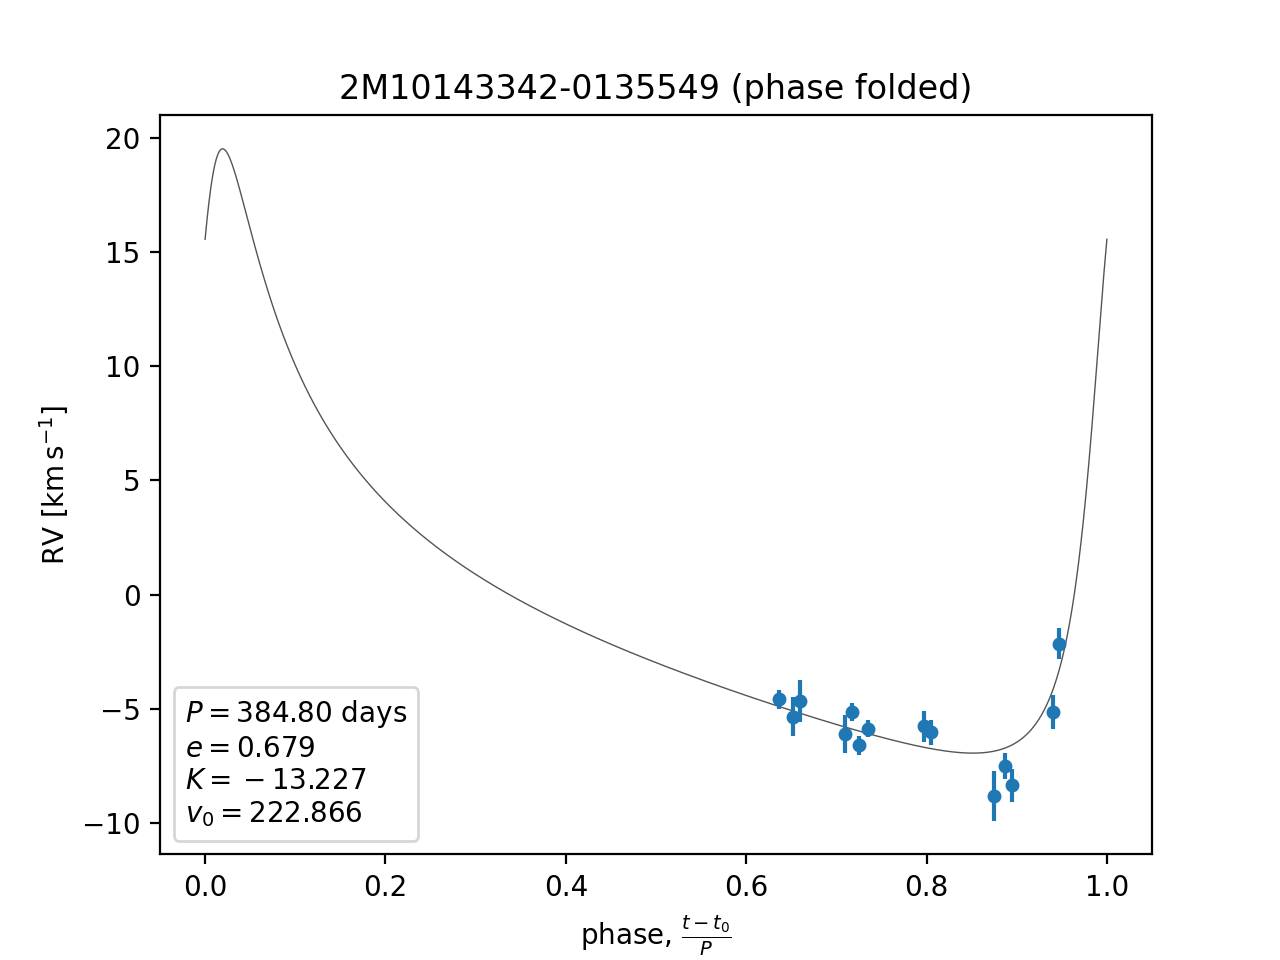 2M10143342-0135549 (phase folded)
20
15
10
5
0
−5
−10
RV [km s⁻¹]
P = 384.80 days
e = 0.679
K = −13.227
v₀ = 222.866
0.0 0.2 0.4 0.6 0.8 1.0
phase, (t − t₀)/P